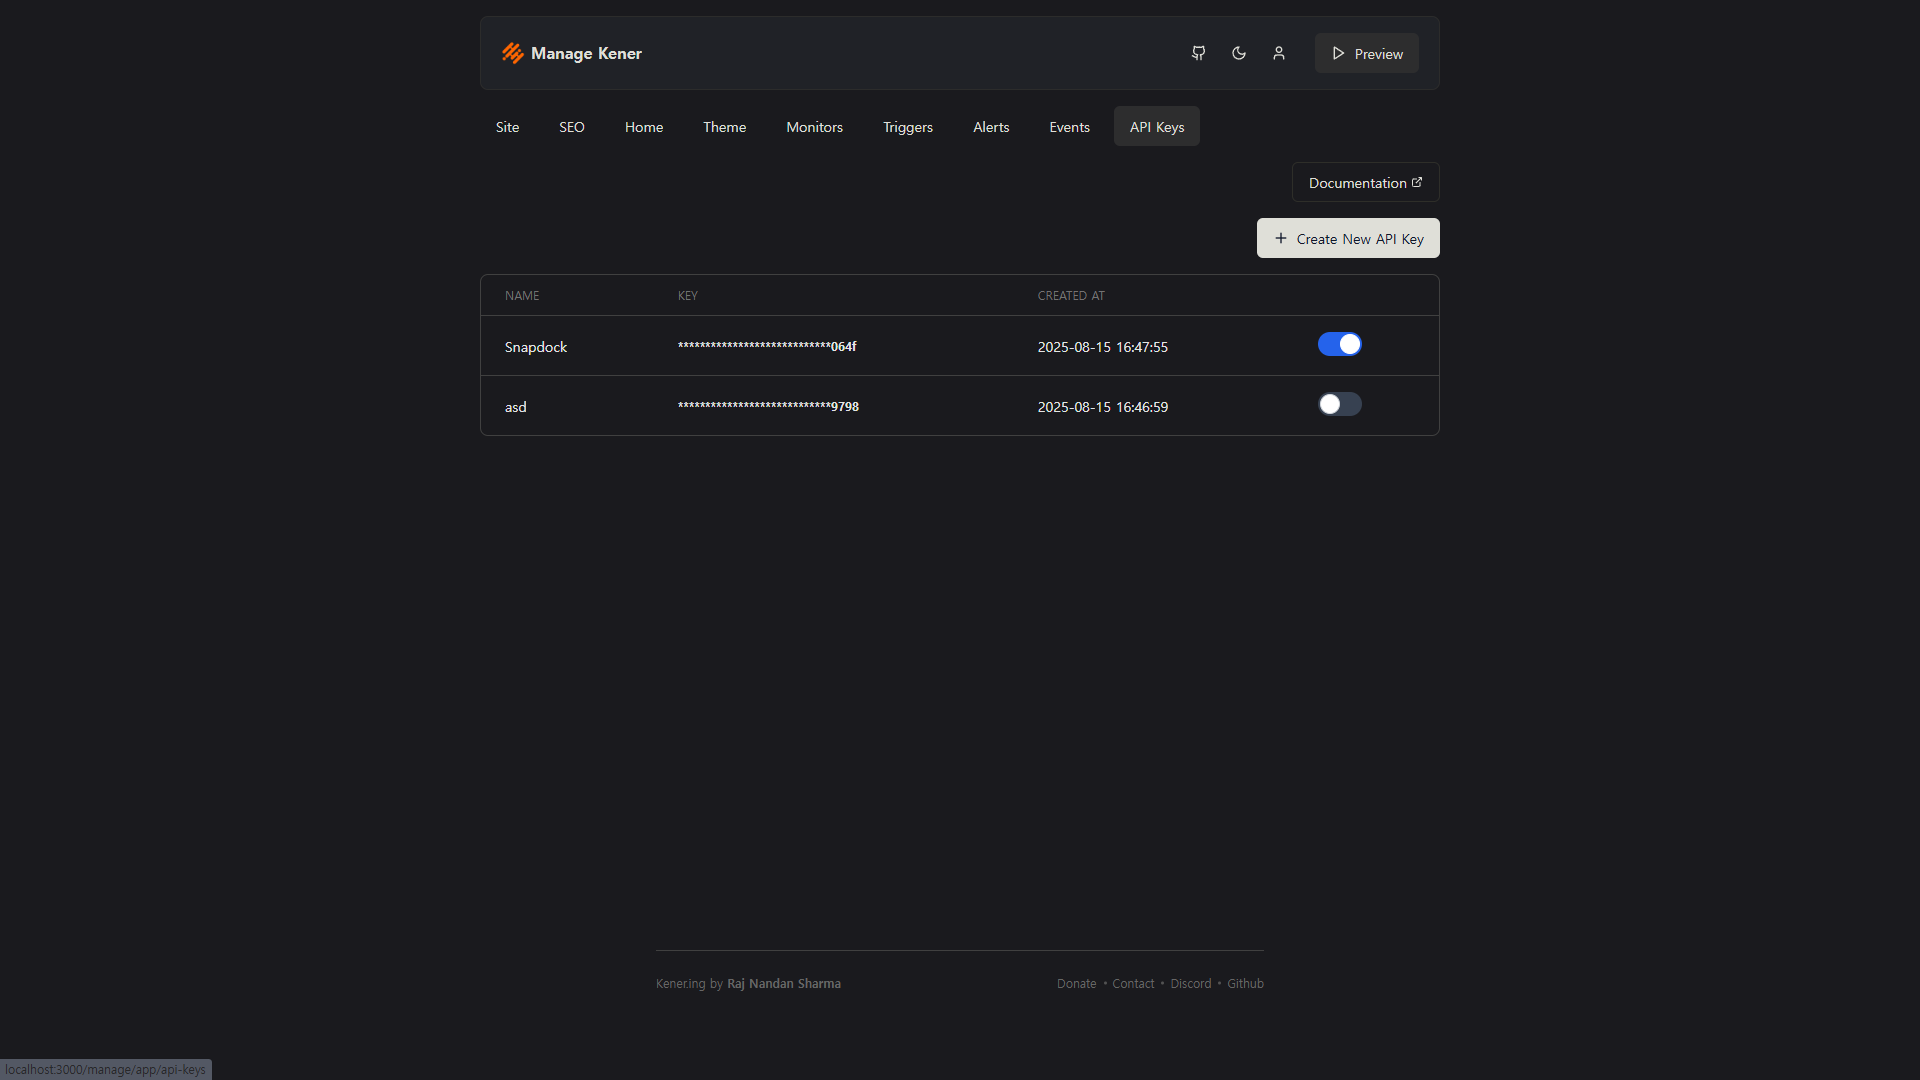 Manage Kener
Preview
Site SEO Home Theme Monitors Triggers Alerts Events API Keys
Documentation
Create New API Key
NAME KEY CREATED AT
Snapdock ****************************064f 2025-08-15 16:47:55
asd ****************************9798 2025-08-15 16:46:59
Kener.ing by Raj Nandan Sharma Donate • Contact • Discord • Github
localhost:3000/manage/app/api-keys